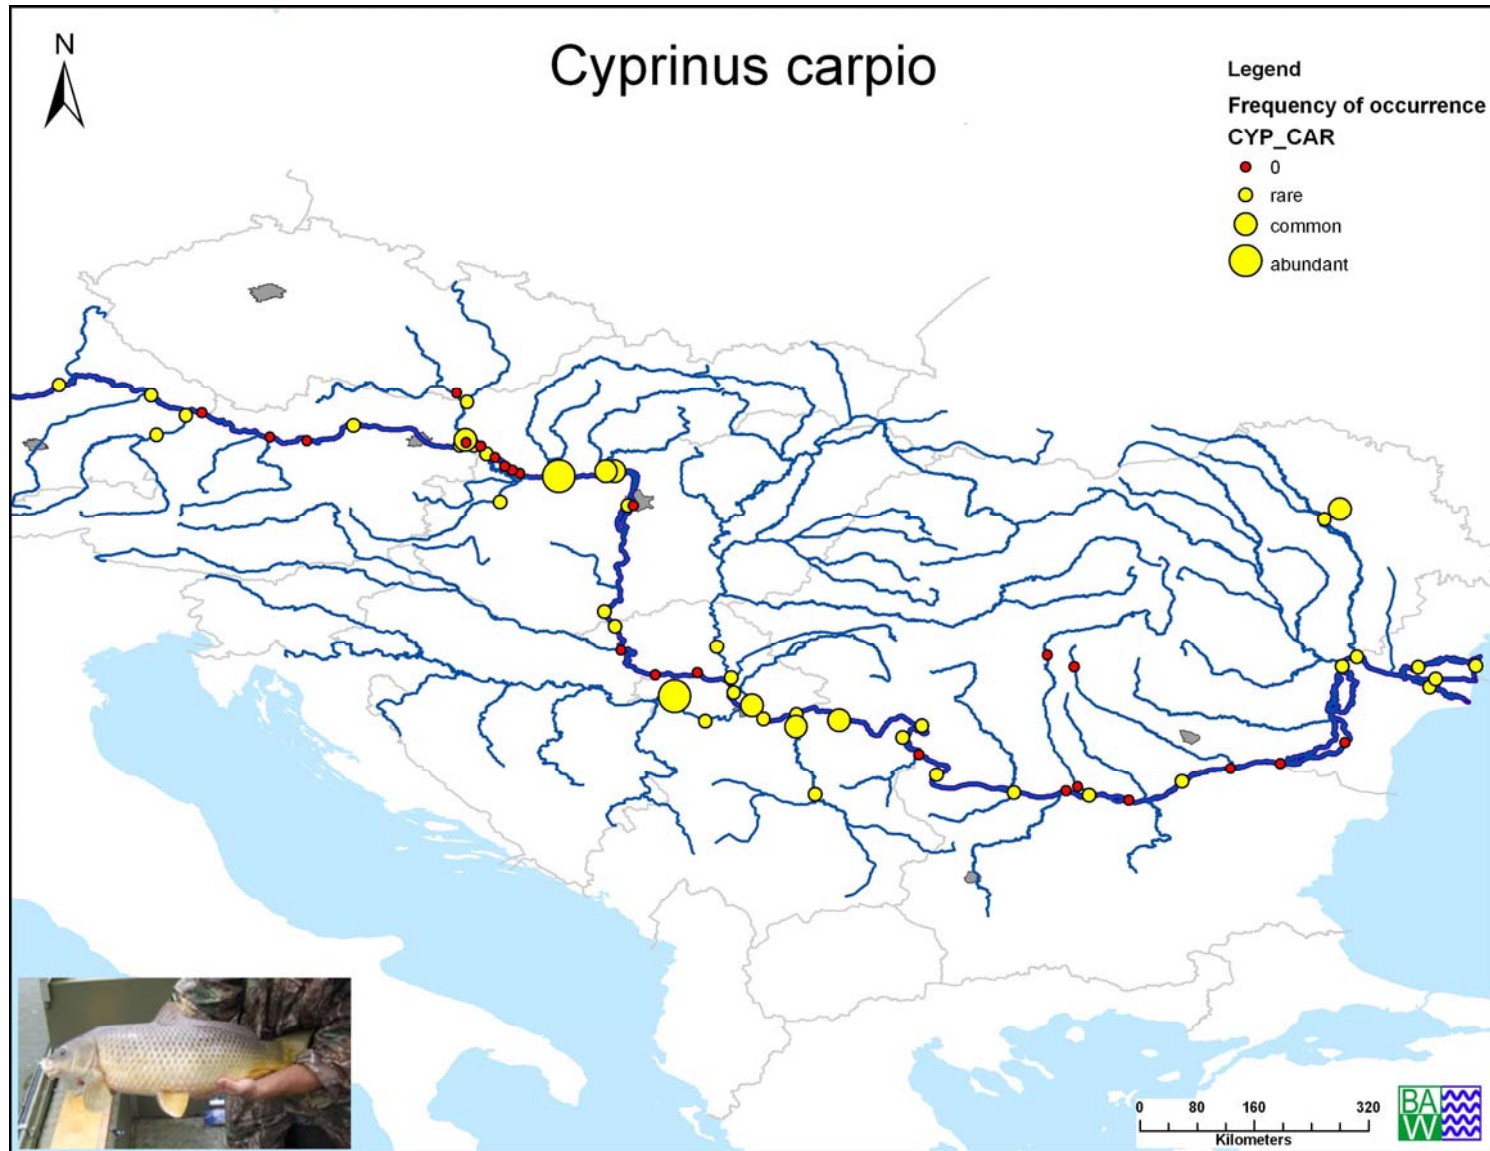 N
Cyprinus carpio
Legend
Frequency of occurrence
CYP_CAR
0
rare
common
abundant
0 80 160 320
Kilometers
BA
W